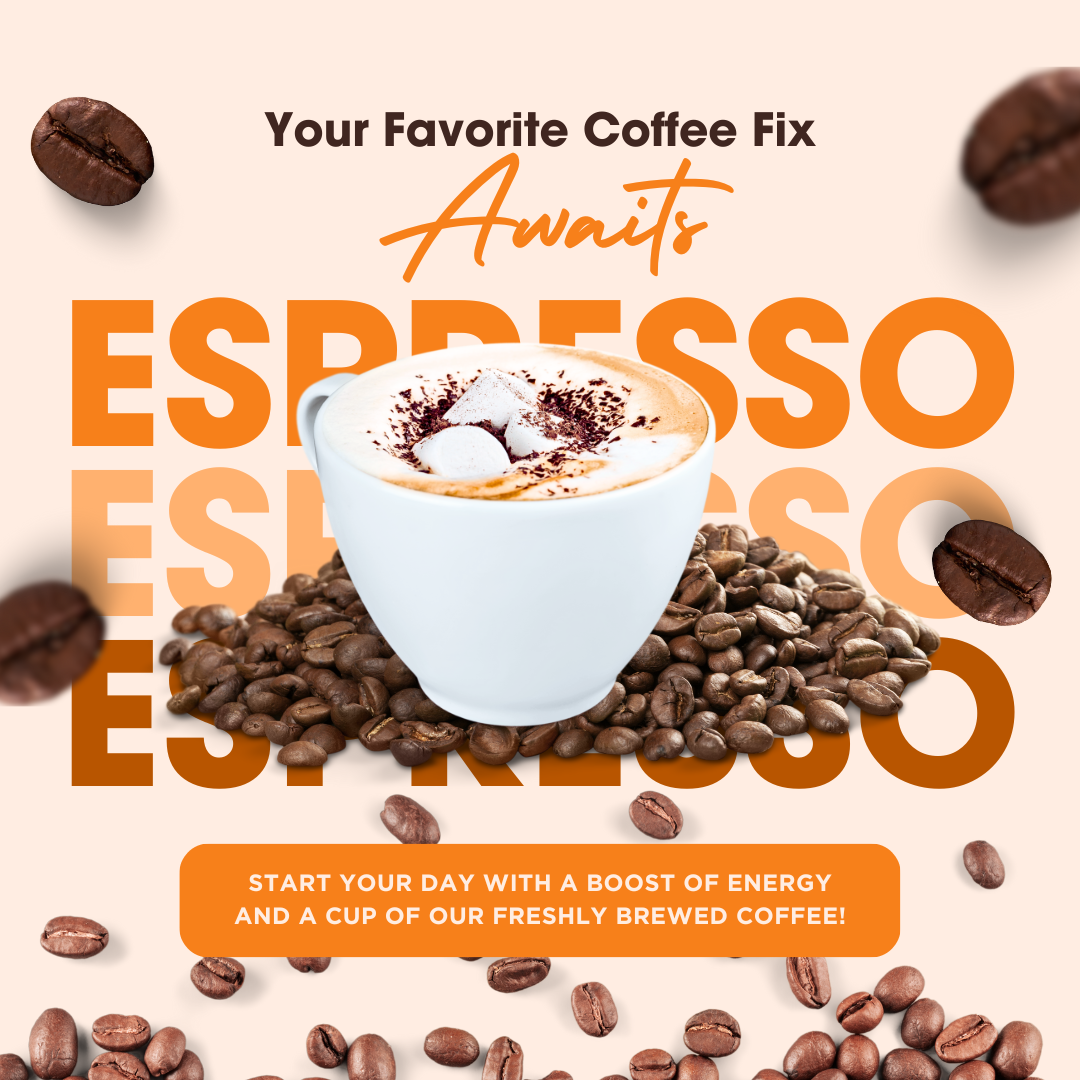 Your Favorite Coffee Fix
Awaits
ESPRESSO
ESPRESSO
ESPRESSO
START YOUR DAY WITH A BOOST OF ENERGY
AND A CUP OF OUR FRESHLY BREWED COFFEE!